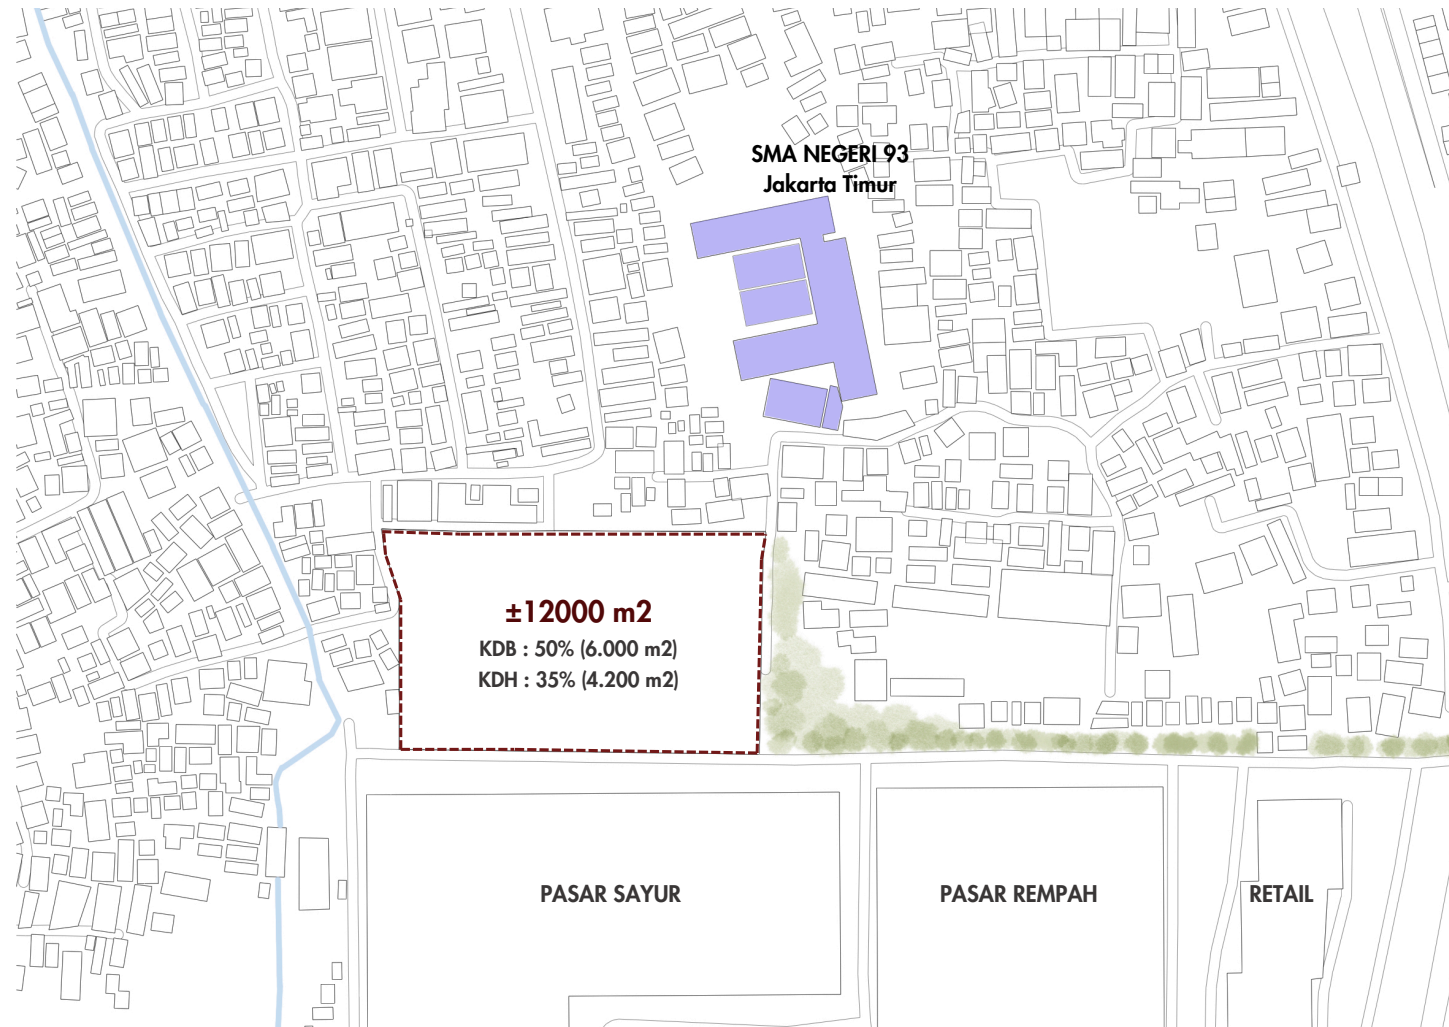 SMA NEGERI 93
Jakarta Timur
±12000 m2
KDB : 50% (6.000 m2)
KDH : 35% (4.200 m2)
PASAR SAYUR
PASAR REMPAH
RETAIL